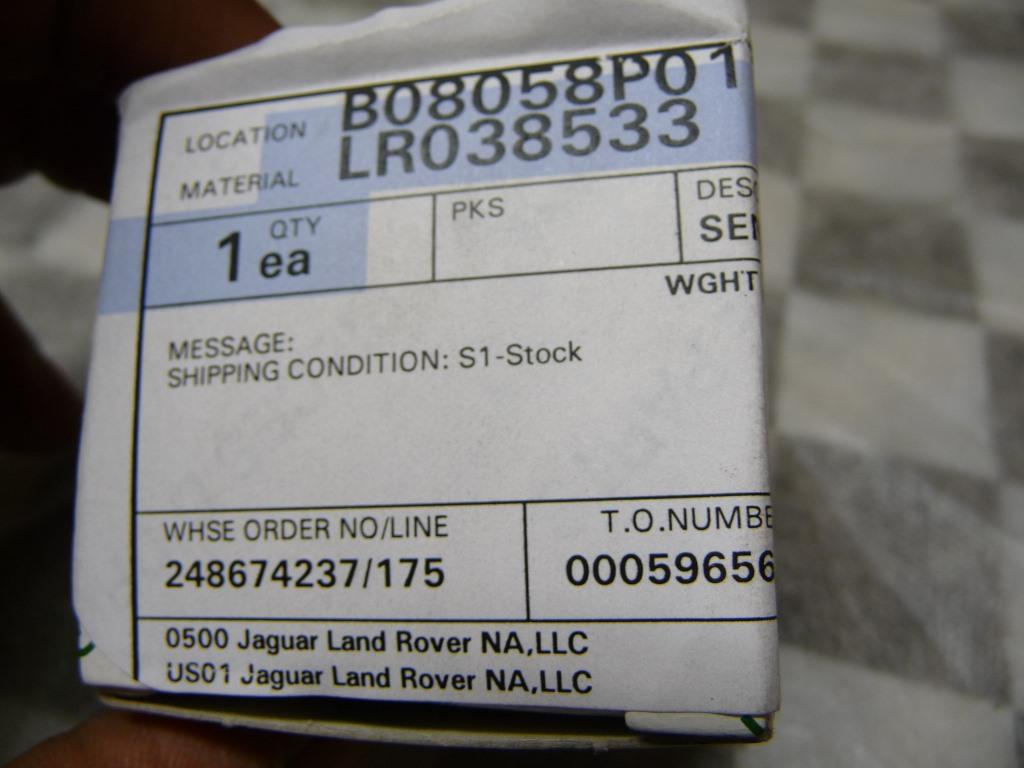 LOCATION B08058P01
MATERIAL LR038533
QTY
1 ea
PKS
DES
SE
WGHT
MESSAGE:
SHIPPING CONDITION: S1-Stock
WHSE ORDER NO/LINE
248674237/175
T.O.NUMBE
00059656
0500 Jaguar Land Rover NA,LLC
US01 Jaguar Land Rover NA,LLC